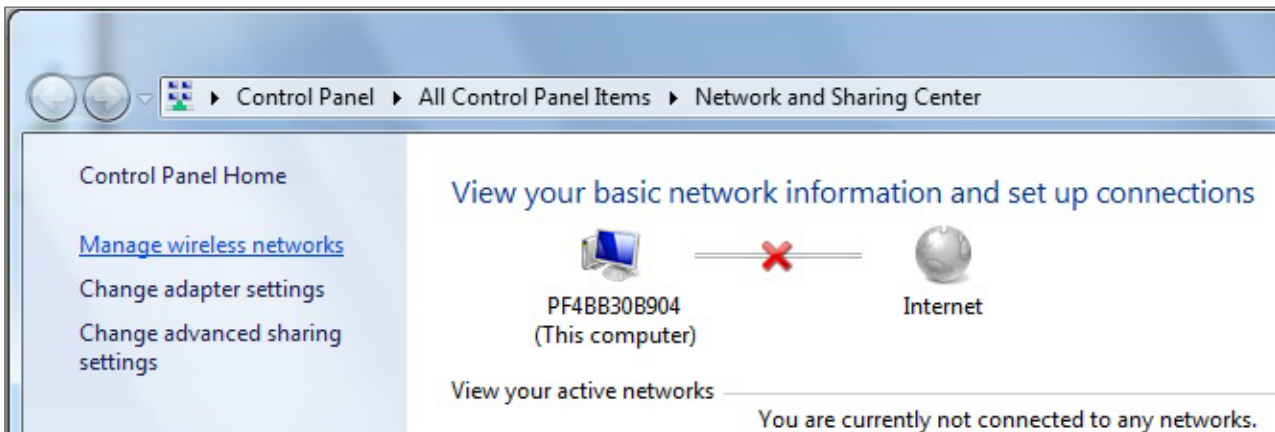 Control Panel ▸ All Control Panel Items ▸ Network and Sharing Center
Control Panel Home
Manage wireless networks
Change adapter settings
Change advanced sharing
settings
View your basic network information and set up connections
PF4BB30B904
(This computer)
Internet
View your active networks
You are currently not connected to any networks.